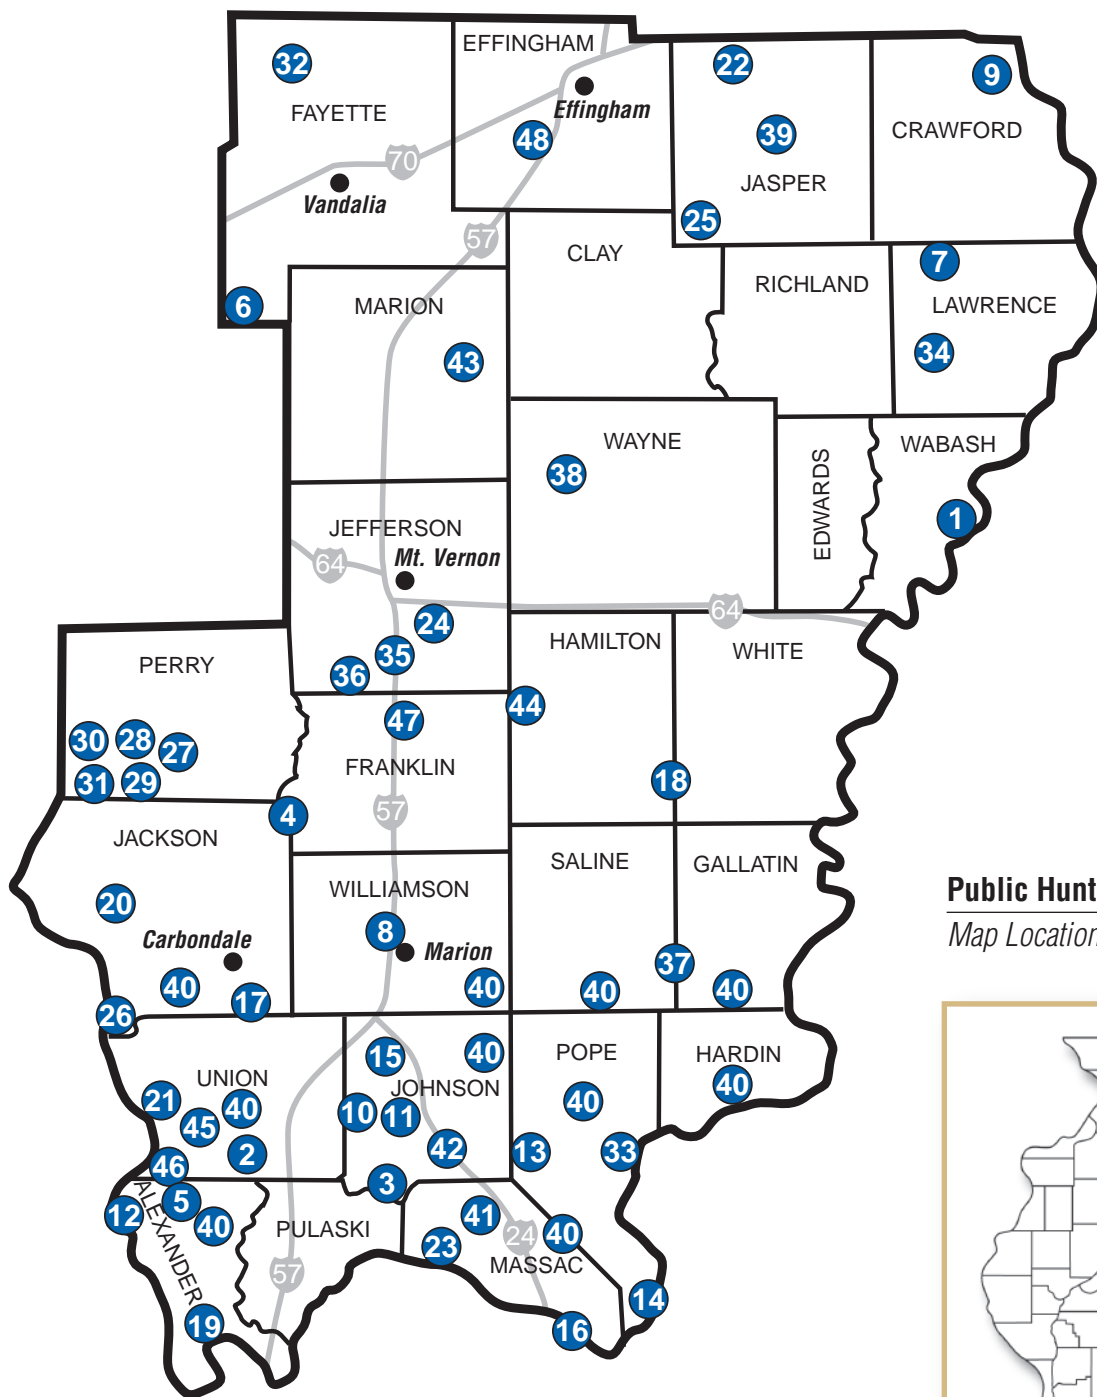 EFFINGHAM
32
22
9
Effingham
FAYETTE
48
39
CRAWFORD
70
Vandalia
JASPER
25
57
CLAY
7
RICHLAND
6
MARION
LAWRENCE
43
34
WAYNE
WABASH
38
EDWARDS
1
JEFFERSON
Mt. Vernon
64
64
24
HAMILTON
WHITE
35
PERRY
36
44
47
30
28
27
FRANKLIN
31
29
18
4
57
JACKSON
SALINE
GALLATIN
WILLIAMSON
Public Hunt
20
8
Carbondale
Marion
Map Location
37
40
17
40
40
40
26
15
40
POPE
HARDIN
UNION
JOHNSON
40
21
40
10
11
40
45
42
2
13
33
46
3
5
12
ALEXANDER
40
PULASKI
41
40
23
24
MASSAC
57
14
19
16